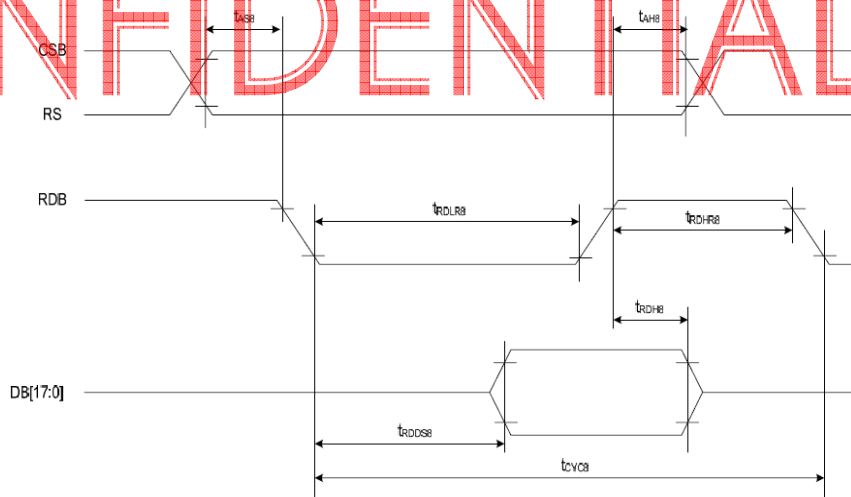 NFIDENTIAL
tAS8
tAH8
CSB
RS
RDB
tRDLR8
tRDHR8
tRDH8
DB[17:0]
tRDDS8
tCYC8